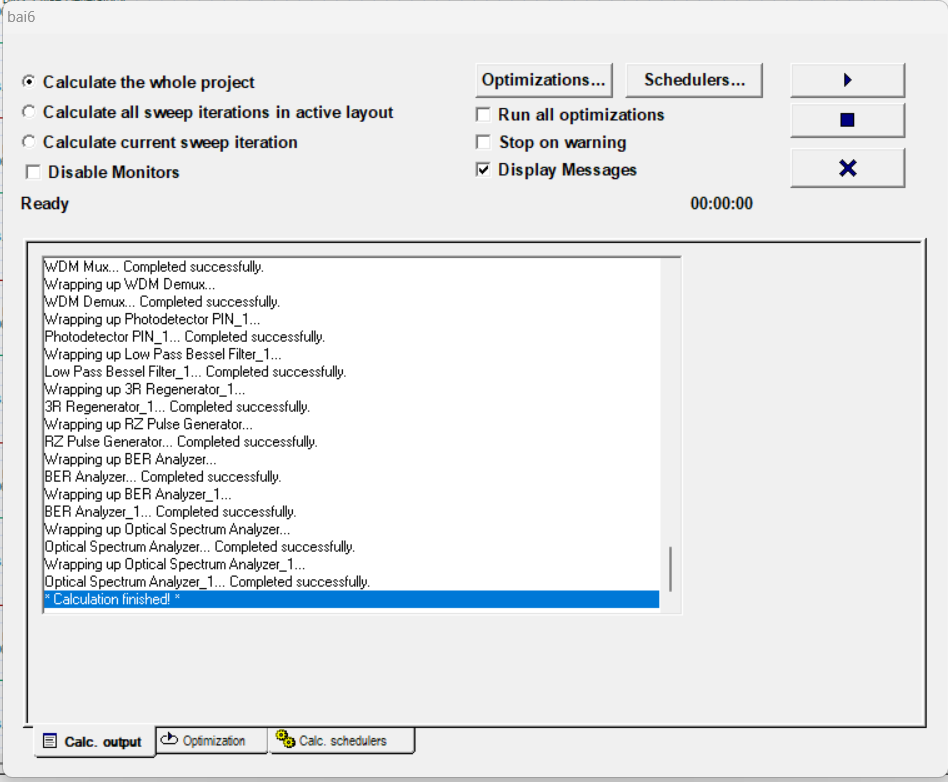 bai6
Calculate the whole project
Calculate all sweep iterations in active layout
Calculate current sweep iteration
Disable Monitors
Ready
Optimizations...
Schedulers...
Run all optimizations
Stop on warning
Display Messages
00:00:00
WDM Mux... Completed successfully.
Wrapping up WDM Demux...
WDM Demux... Completed successfully.
Wrapping up Photodetector PIN_1...
Photodetector PIN_1... Completed successfully.
Wrapping up Low Pass Bessel Filter_1...
Low Pass Bessel Filter_1... Completed successfully.
Wrapping up 3R Regenerator_1...
3R Regenerator_1... Completed successfully.
Wrapping up RZ Pulse Generator...
RZ Pulse Generator... Completed successfully.
Wrapping up BER Analyzer...
BER Analyzer... Completed successfully.
Wrapping up BER Analyzer_1...
BER Analyzer_1... Completed successfully.
Wrapping up Optical Spectrum Analyzer...
Optical Spectrum Analyzer... Completed successfully.
Wrapping up Optical Spectrum Analyzer_1...
Optical Spectrum Analyzer_1... Completed successfully.
* Calculation finished! *
Calc. output
Optimization
Calc. schedulers